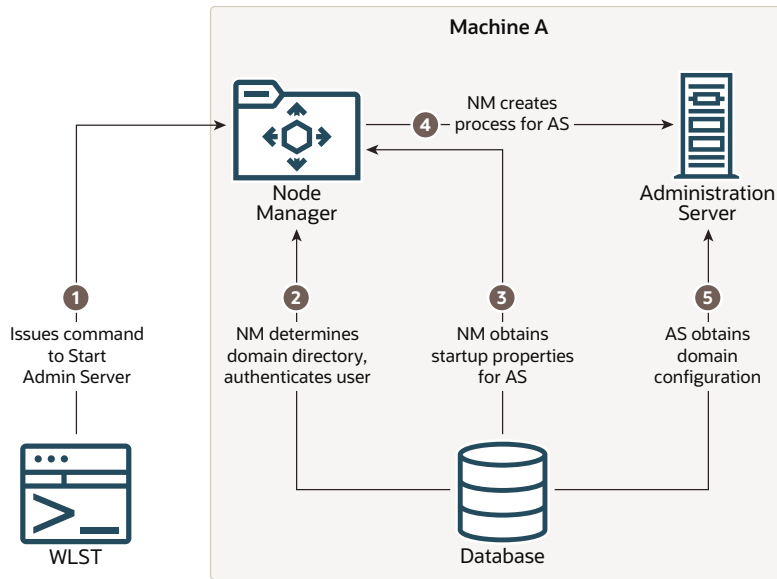 Machine A
4
NM creates
process for AS
Node
Manager
Administration
Server
1
Issues command
to Start
Admin Server
2
NM determines
domain directory,
authenticates user
3
NM obtains
startup properties
for AS
5
AS obtains
domain
configuration
WLST
Database